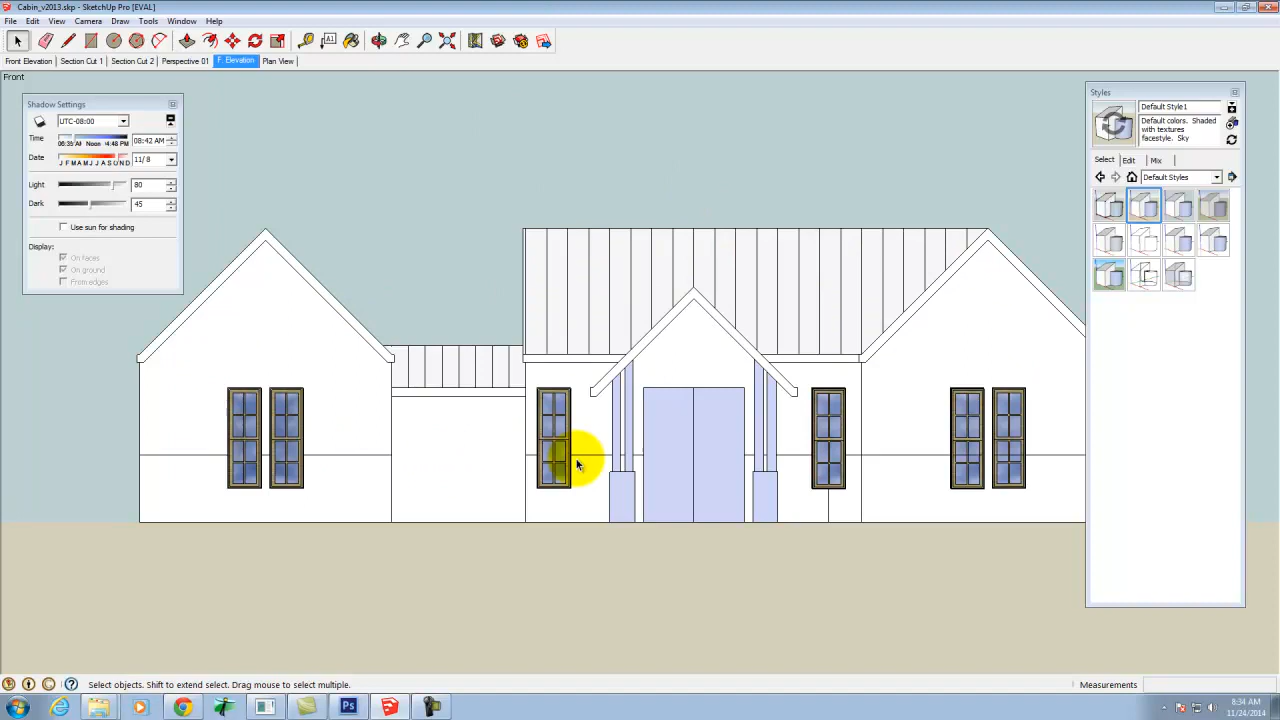 Cabin_v2013.skp - SketchUp Pro [EVAL]
File Edit View Camera Draw Tools Window Help
Front Elevation Section Cut 1 Section Cut 2 Perspective 01 F. Elevation Plan View
Front
Shadow Settings
UTC-08:00
Time 08:42 AM
06:35 AM Noon 4:48 PM
Date 11/ 8
J F M A M J J A S O N D
Light 80
Dark 45
Use sun for shading
Display:
On faces
On ground
From edges
Styles
Default Style1
Default colors. Shaded
with textures
facestyle. Sky
Select Edit Mix
Default Styles
Select objects. Shift to extend select. Drag mouse to select multiple.
Measurements
Ps
8:34 AM
11/24/2014